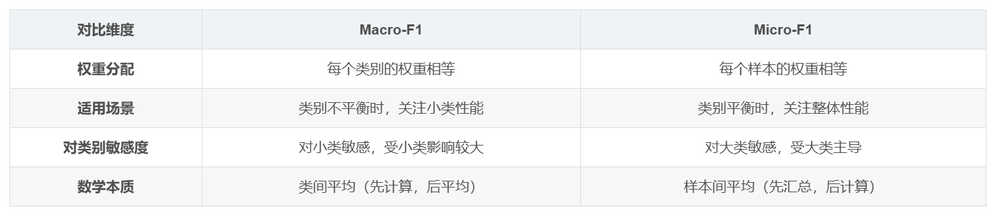 对比维度 Macro-F1 Micro-F1
权重分配 每个类别的权重相等 每个样本的权重相等
适用场景 类别不平衡时，关注小类性能 类别平衡时，关注整体性能
对类别敏感度 对小类敏感，受小类影响较大 对大类敏感，受大类主导
数学本质 类间平均（先计算，后平均） 样本间平均（先汇总，后计算）